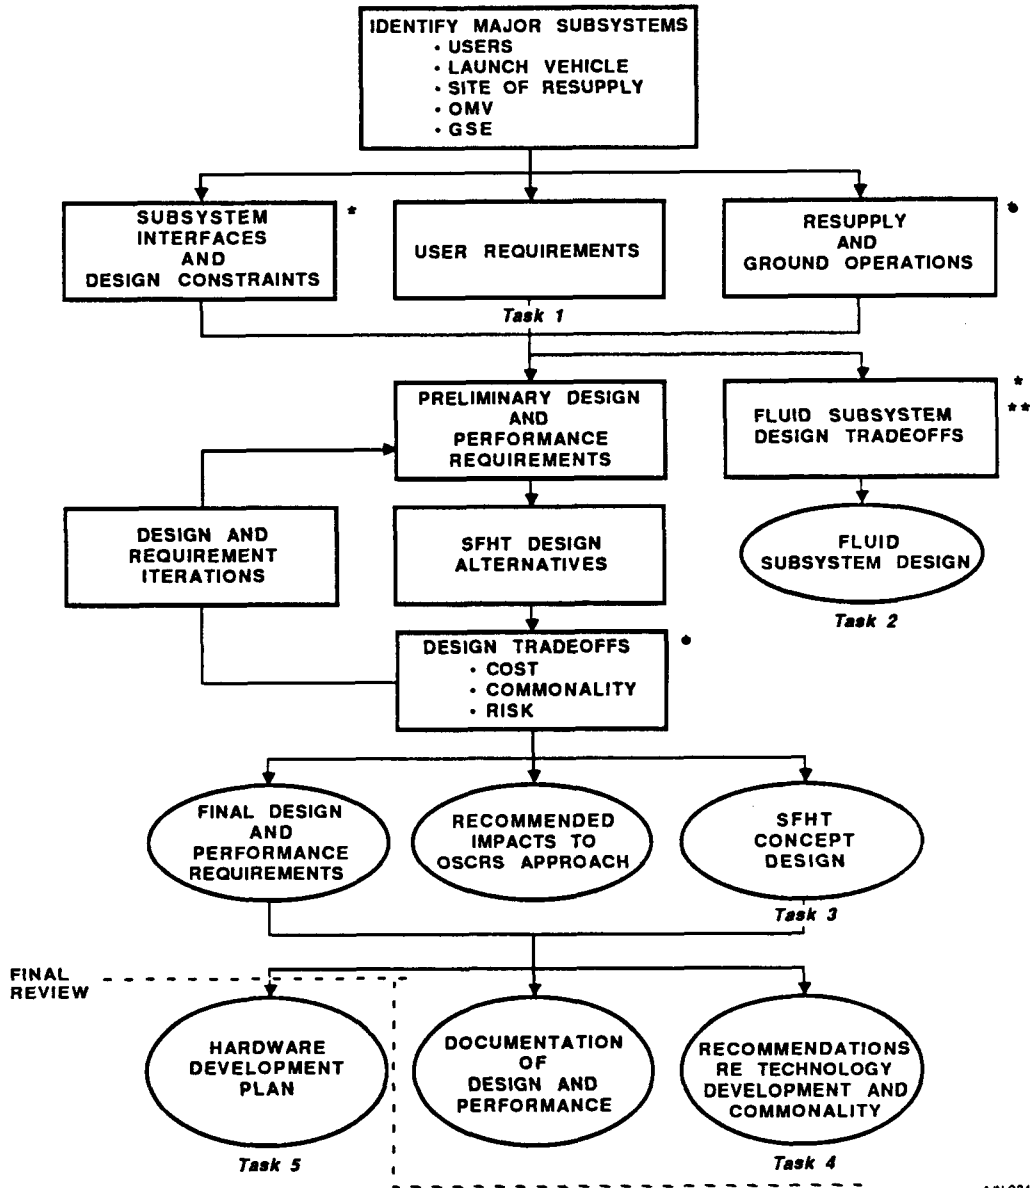 IDENTIFY MAJOR SUBSYSTEMS
• USERS
• LAUNCH VEHICLE
• SITE OF RESUPPLY
• OMV
• GSE
SUBSYSTEM
INTERFACES
AND
DESIGN CONSTRAINTS
*
USER REQUIREMENTS
RESUPPLY
AND
GROUND OPERATIONS
*
Task 1
PRELIMINARY DESIGN
AND
PERFORMANCE
REQUIREMENTS
FLUID SUBSYSTEM
DESIGN TRADEOFFS
*
**
DESIGN AND
REQUIREMENT
ITERATIONS
SFHT DESIGN
ALTERNATIVES
FLUID
SUBSYSTEM DESIGN
Task 2
DESIGN TRADEOFFS
• COST
• COMMONALITY
• RISK
*
FINAL DESIGN
AND
PERFORMANCE
REQUIREMENTS
RECOMMENDED
IMPACTS TO
OSCRS APPROACH
SFHT
CONCEPT
DESIGN
Task 3
FINAL
REVIEW
HARDWARE
DEVELOPMENT
PLAN
DOCUMENTATION
OF
DESIGN AND
PERFORMANCE
RECOMMENDATIONS
RE TECHNOLOGY
DEVELOPMENT AND
COMMONALITY
Task 5
Task 4